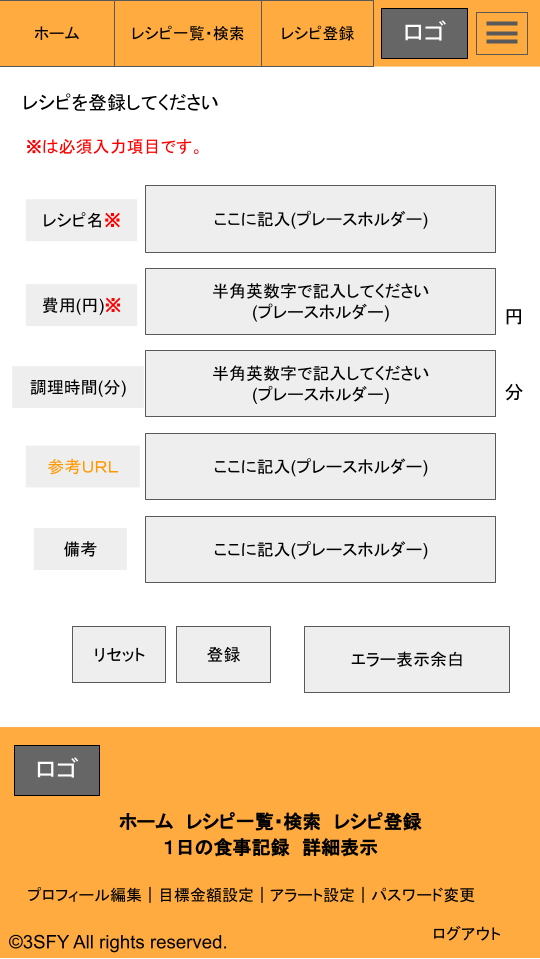 ホーム レシピ一覧・検索 レシピ登録 ロゴ
レシピを登録してください
※は必須入力項目です。
レシピ名※ ここに記入(プレースホルダー)
費用(円)※ 半角英数字で記入してください
(プレースホルダー) 円
調理時間(分) 半角英数字で記入してください
(プレースホルダー) 分
参考URL ここに記入(プレースホルダー)
備考 ここに記入(プレースホルダー)
リセット 登録 エラー表示余白
ロゴ
ホーム レシピ一覧・検索 レシピ登録
１日の食事記録 詳細表示
プロフィール編集｜目標金額設定｜アラート設定｜パスワード変更
ログアウト
©3SFY All rights reserved.